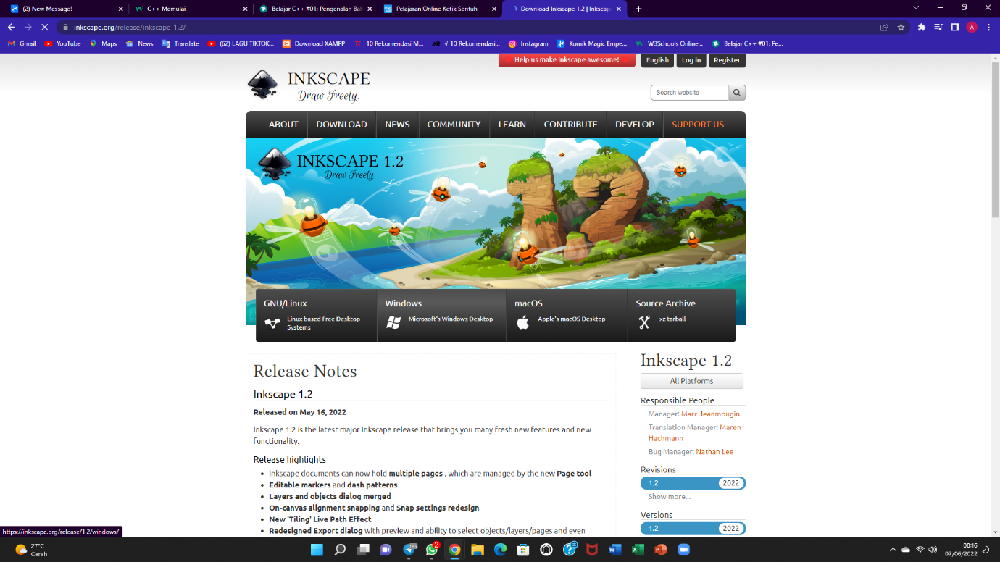 (2) New Message!
C++ Memulai
Belajar C++ #01: Pengenalan Bah
Pelajaran Online Ketik Sentuh
Download Inkscape 1.2 | Inkscape
inkscape.org/release/inkscape-1.2/
A
Gmail
YouTube
Maps
News
Translate
(62) LAGU TIKTOK...
Download XAMPP
10 Rekomendasi M...
√ 10 Rekomendasi...
Instagram
Komik Magic Empe...
W3Schools Online...
Belajar C++ #01: Pe...
Help us make Inkscape awesome!
English
Log in
Register
INKSCAPE
Draw Freely.
Search website
ABOUT
DOWNLOAD
NEWS
COMMUNITY
LEARN
CONTRIBUTE
DEVELOP
SUPPORT US
INKSCAPE 1.2
Draw Freely.
GNU/Linux
Linux based Free Desktop
Systems
Windows
Microsoft's Windows Desktop
macOS
Apple's macOS Desktop
Source Archive
xz tarball
Release Notes
Inkscape 1.2
Released on May 16, 2022
Inkscape 1.2 is the latest major Inkscape release that brings you many fresh new features and new
functionality.
Release highlights
Inkscape documents can now hold multiple pages , which are managed by the new Page tool
Editable markers and dash patterns
Layers and objects dialog merged
On-canvas alignment snapping and Snap settings redesign
New 'Tiling' Live Path Effect
Redesigned Export dialog with preview and ability to select objects/layers/pages and even
Inkscape 1.2
All Platforms
Responsible People
Manager: Marc Jeanmougin
Translation Manager: Maren
Hachmann
Bug Manager: Nathan Lee
Revisions
1.2 2022
Show more...
Versions
1.2 2022
https://inkscape.org/release/1.2/windows/
27°C
Cerah
2
08:16
07/06/2022